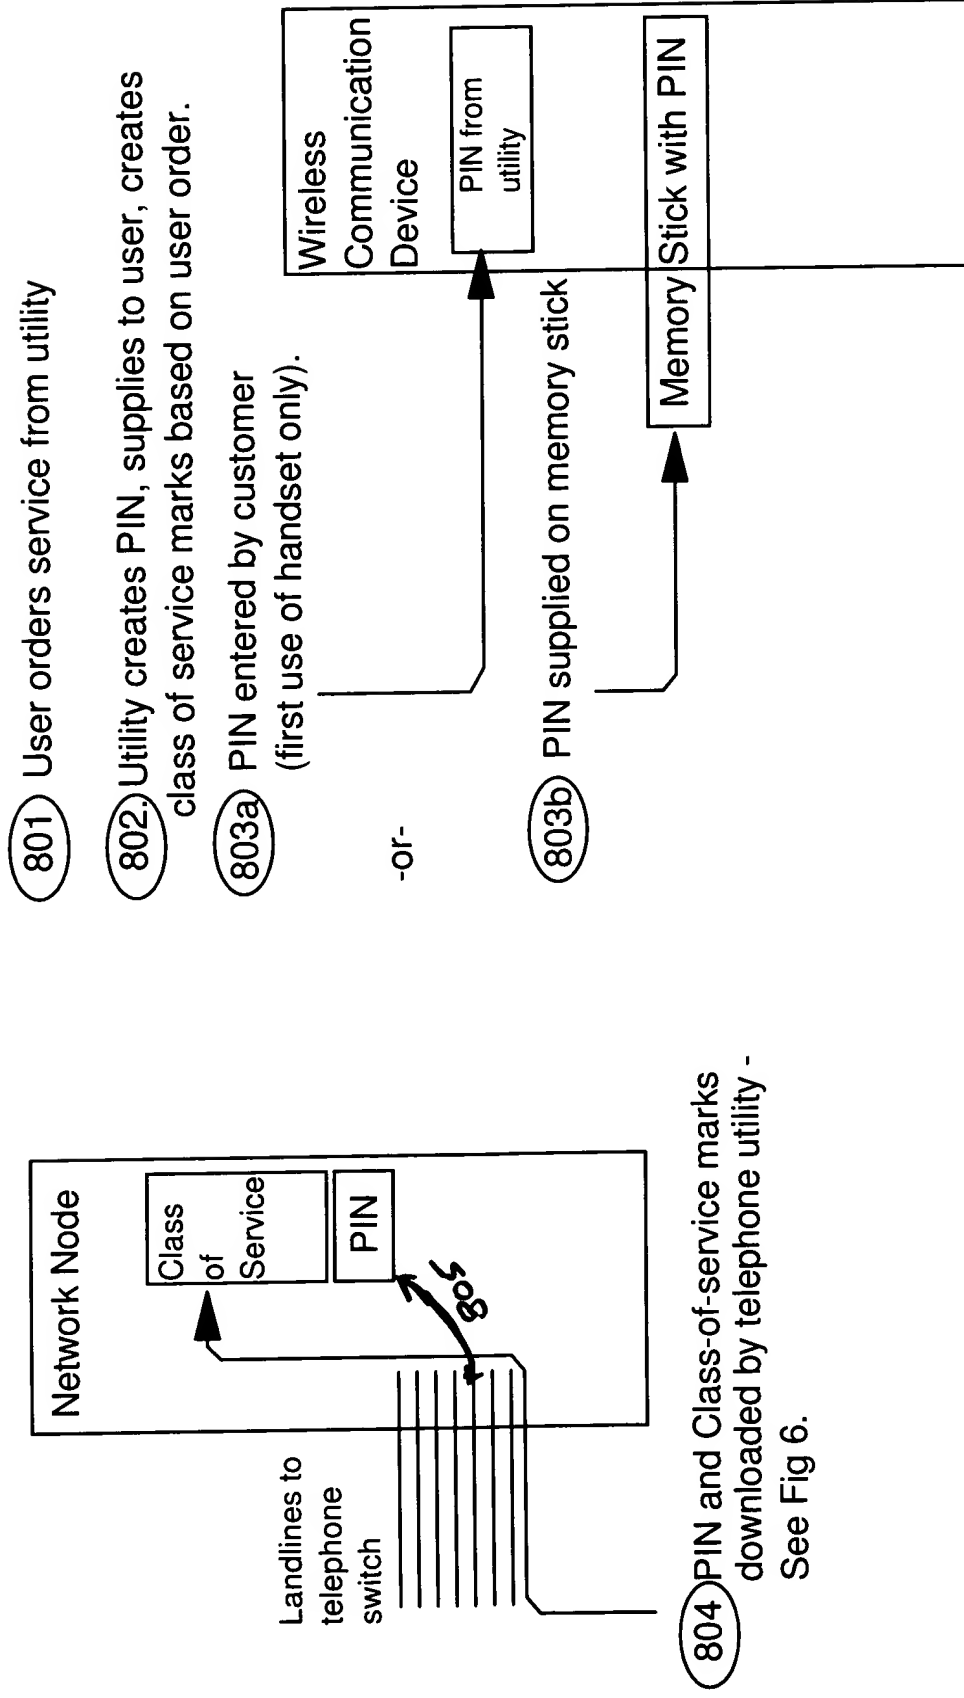 Network Node
Class
of
Service
PIN
Landlines to
telephone
switch
805
804 PIN and Class-of-service marks
downloaded by telephone utility -
See Fig 6.
801 User orders service from utility
802. Utility creates PIN, supplies to user, creates
class of service marks based on user order.
803a PIN entered by customer
(first use of handset only).
-or-
803b PIN supplied on memory stick
Wireless
Communication
Device
PIN from
utility
Memory Stick with PIN